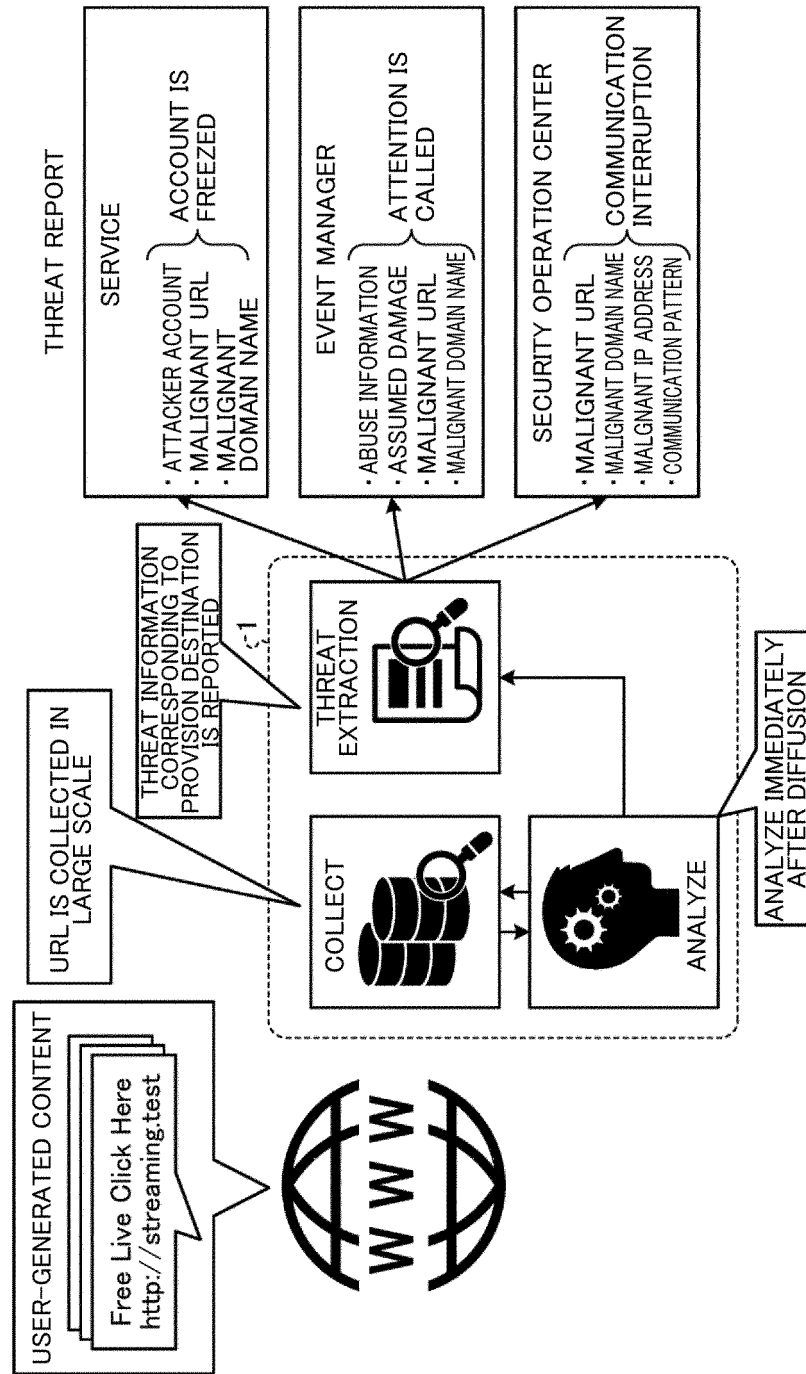 USER-GENERATED CONTENT
Free Live Click Here
http://streaming.test
W W W
URL IS COLLECTED IN
LARGE SCALE
THREAT INFORMATION
CORRESPONDING TO
PROVISION DESTINATION
IS REPORTED
1
COLLECT
THREAT
EXTRACTION
ANALYZE
ANALYZE IMMEDIATELY
AFTER DIFFUSION
THREAT REPORT
SERVICE
・ATTACKER ACCOUNT
・MALIGNANT URL
・MALIGNANT
DOMAIN NAME
ACCOUNT IS
FREEZED
EVENT MANAGER
・ABUSE INFORMATION
・ASSUMED DAMAGE
・MALIGNANT URL
・MALIGNANT DOMAIN NAME
ATTENTION IS
CALLED
SECURITY OPERATION CENTER
・MALIGNANT URL
・MALIGNANT DOMAIN NAME
・MALGNANT IP ADDRESS
・COMMUNICATION PATTERN
COMMUNICATION
INTERRUPTION